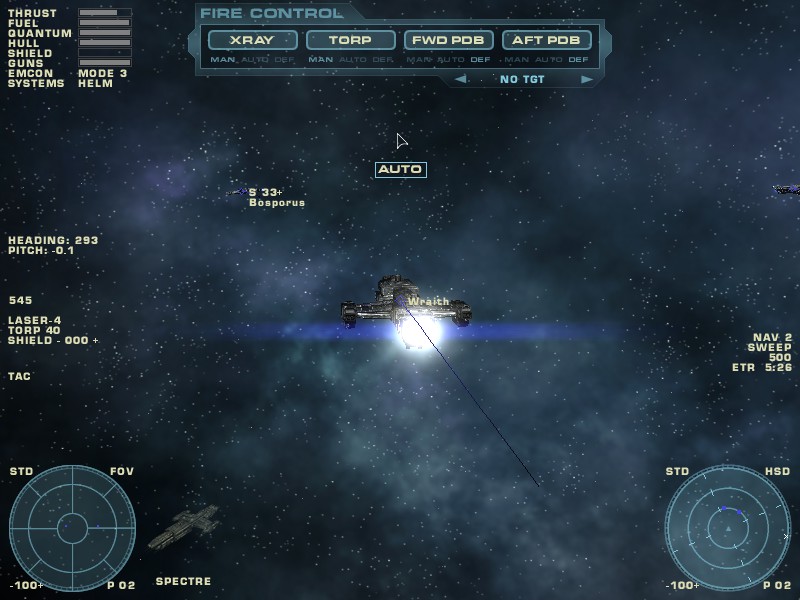 THRUST
FUEL
QUANTUM
HULL
SHIELD
GUNS
EMCON MODE 3
SYSTEMS HELM
FIRE CONTROL
XRAY TORP FWD PDB AFT PDB
MAN AUTO DEF MAN AUTO DEF MAN AUTO DEF MAN AUTO DEF
NO TGT
AUTO
S 33+
Bosporus
HEADING: 293
PITCH: -0.1
545
Wraith
LASER-4
TORP 40
SHIELD - 000 +
TAC
NAV 2
SWEEP
500
ETR 5:26
STD FOV
-100+ P 02
SPECTRE
STD HSD
-100+ P 02